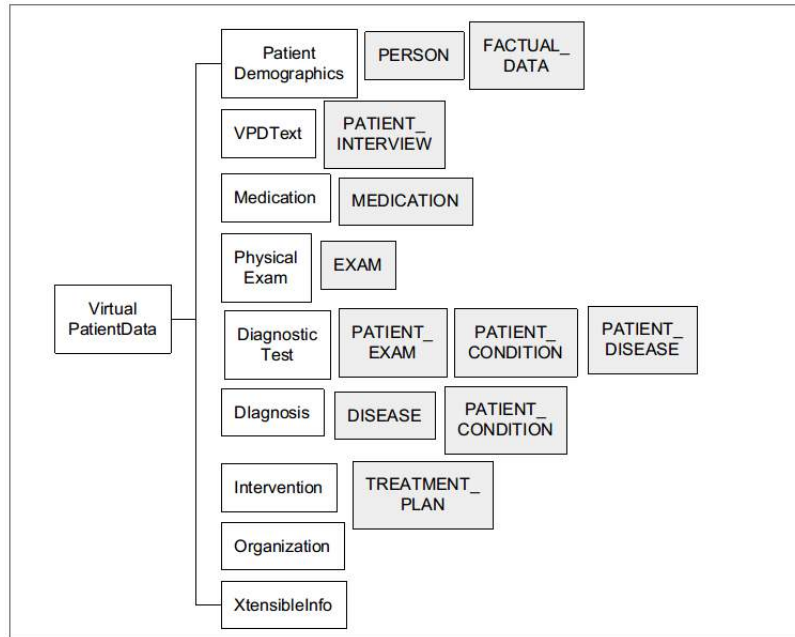 Patient
Demographics
PERSON
FACTUAL_
DATA
VPDText
PATIENT_
INTERVIEW
Medication
MEDICATION
Physical
Exam
EXAM
Virtual
PatientData
Diagnostic
Test
PATIENT_
EXAM
PATIENT_
CONDITION
PATIENT_
DISEASE
DIagnosis
DISEASE
PATIENT_
CONDITION
Intervention
TREATMENT_
PLAN
Organization
XtensibleInfo